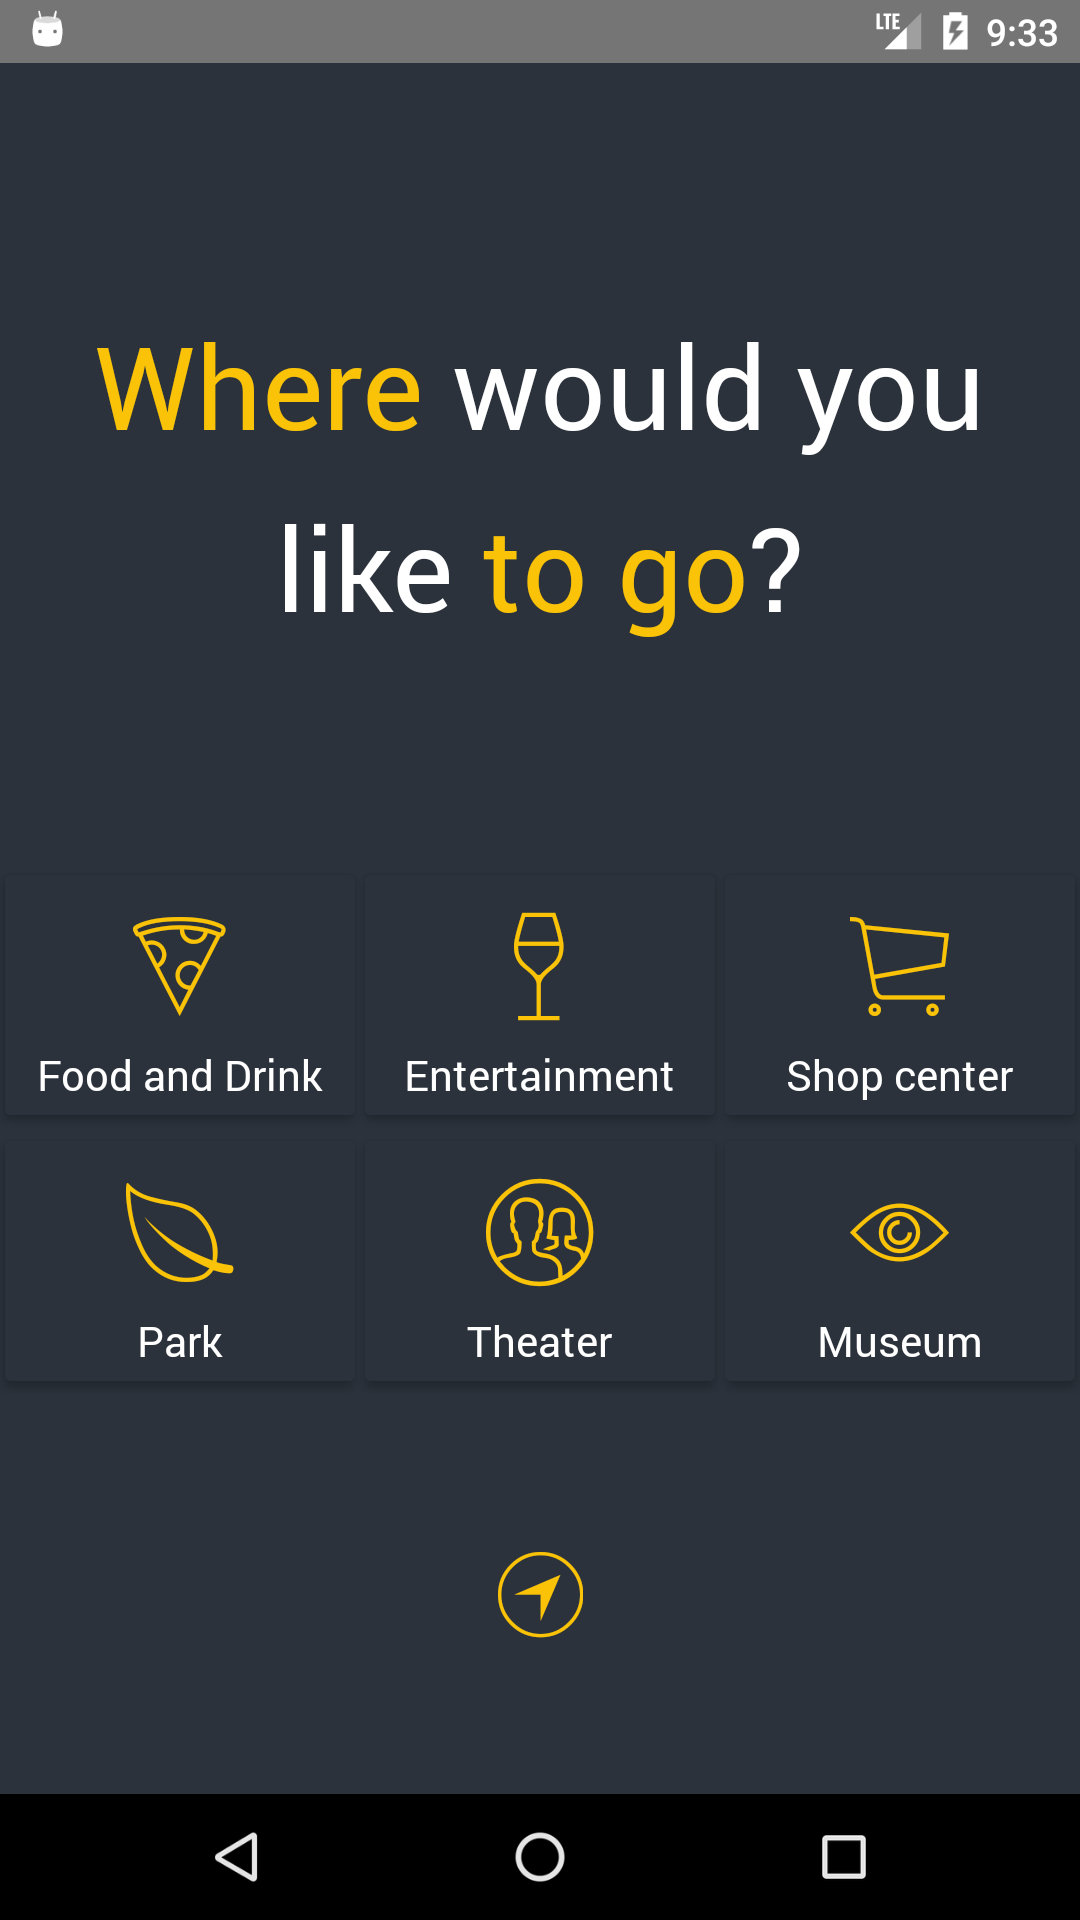 LTE 9:33
Where would you
like to go?
Food and Drink Entertainment Shop center
Park Theater Museum